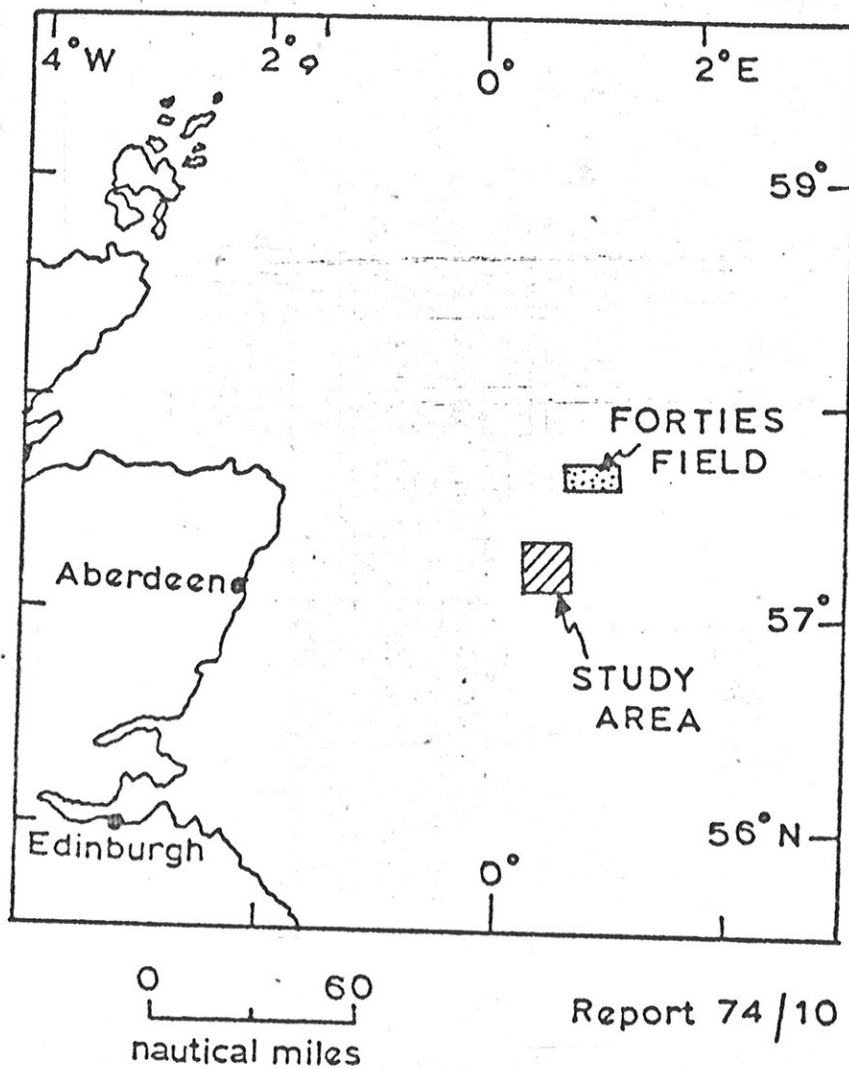 4°W
2°
0°
2°E
59°
FORTIES
FIELD
Aberdeen
57°
STUDY
AREA
56°N
Edinburgh
0°
0 60
nautical miles
Report 74/10